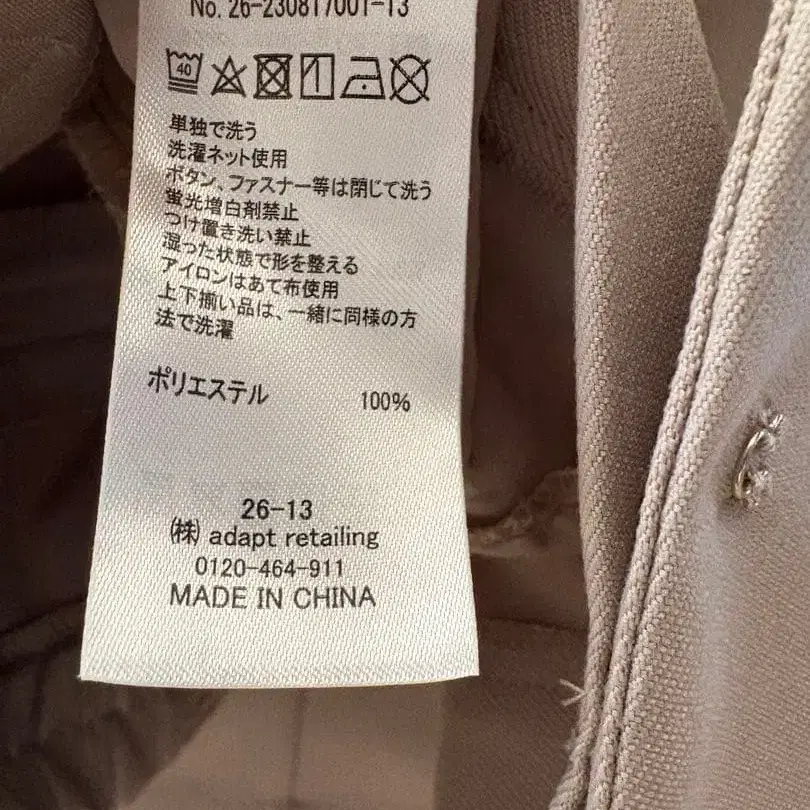 No. 26-230817001-13
40
単独で洗う
洗濯ネット使用
ボタン、ファスナー等は閉じて洗う
蛍光増白剤禁止
つけ置き洗い禁止
湿った状態で形を整える
アイロンはあて布使用
上下揃い品は、一緒に同様の方
法で洗濯
ポリエステル 100%
26-13
㈱ adapt retailing
0120-464-911
MADE IN CHINA